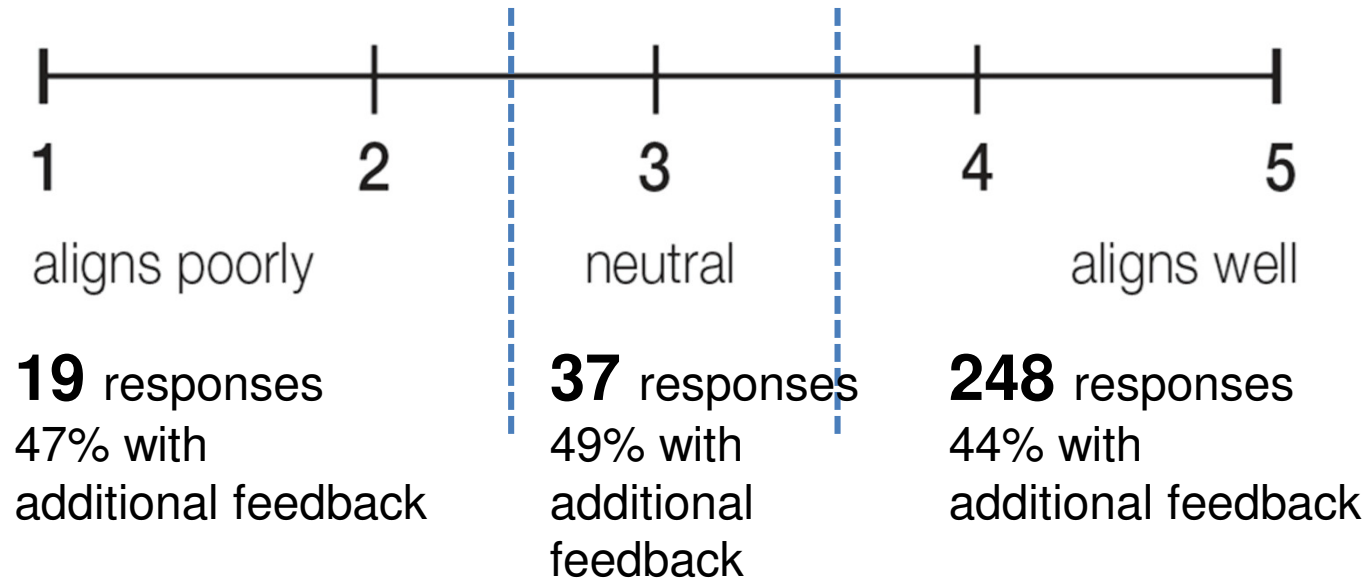 1 2 3 4 5
aligns poorly neutral aligns well
19 responses
47% with
additional feedback
37 responses
49% with
additional
feedback
248 responses
44% with
additional feedback